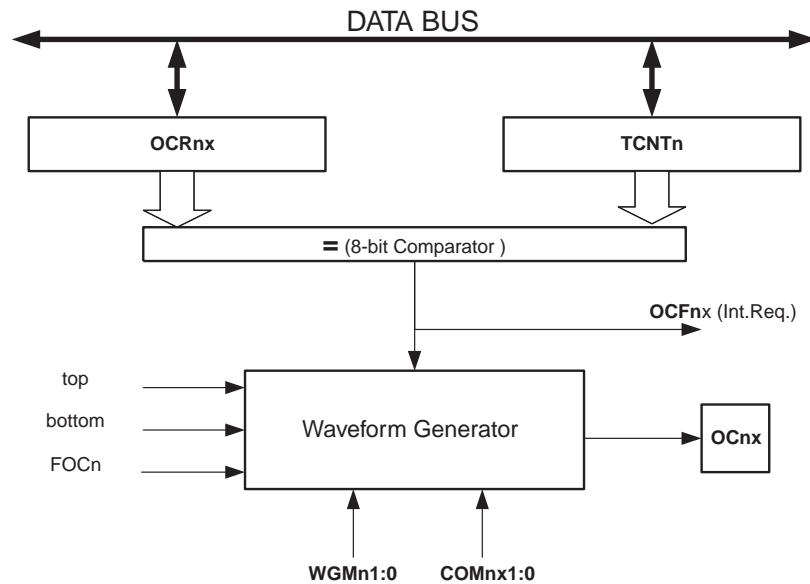 DATA BUS
OCRnx
TCNTn
= (8-bit Comparator )
OCFnx (Int.Req.)
top
bottom
FOCn
Waveform Generator
OCnx
WGMn1:0
COMnx1:0